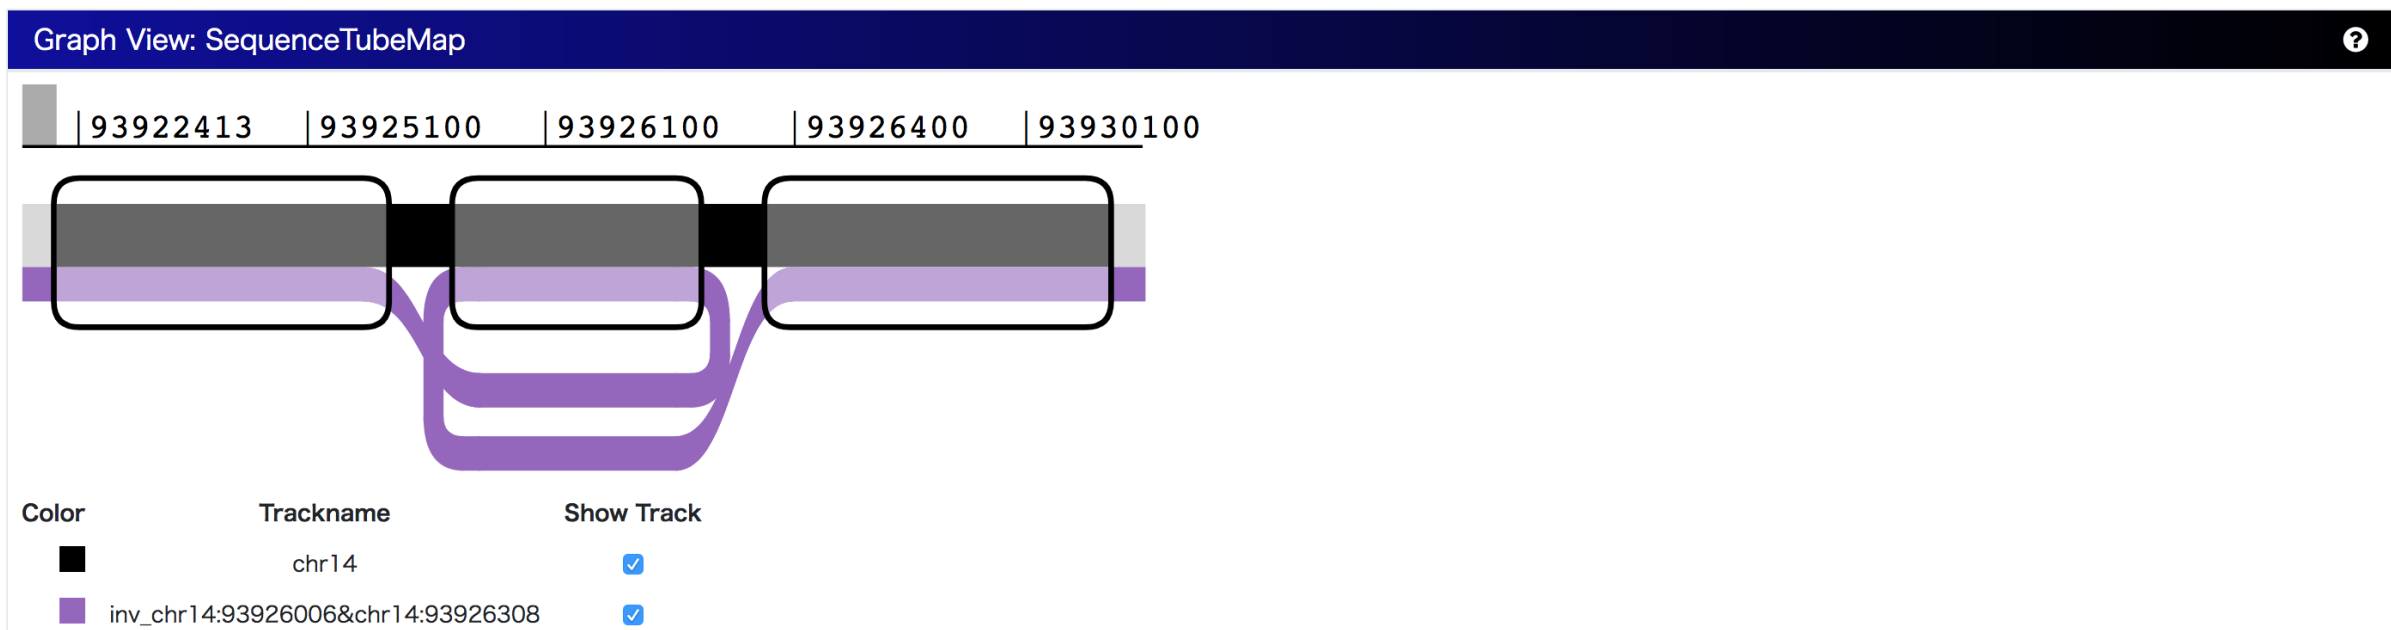 Graph View: SequenceTubeMap ?
|93922413 |93925100 |93926100 |93926400 |93930100
Color Trackname Show Track
chr14
inv_chr14:93926006&chr14:93926308